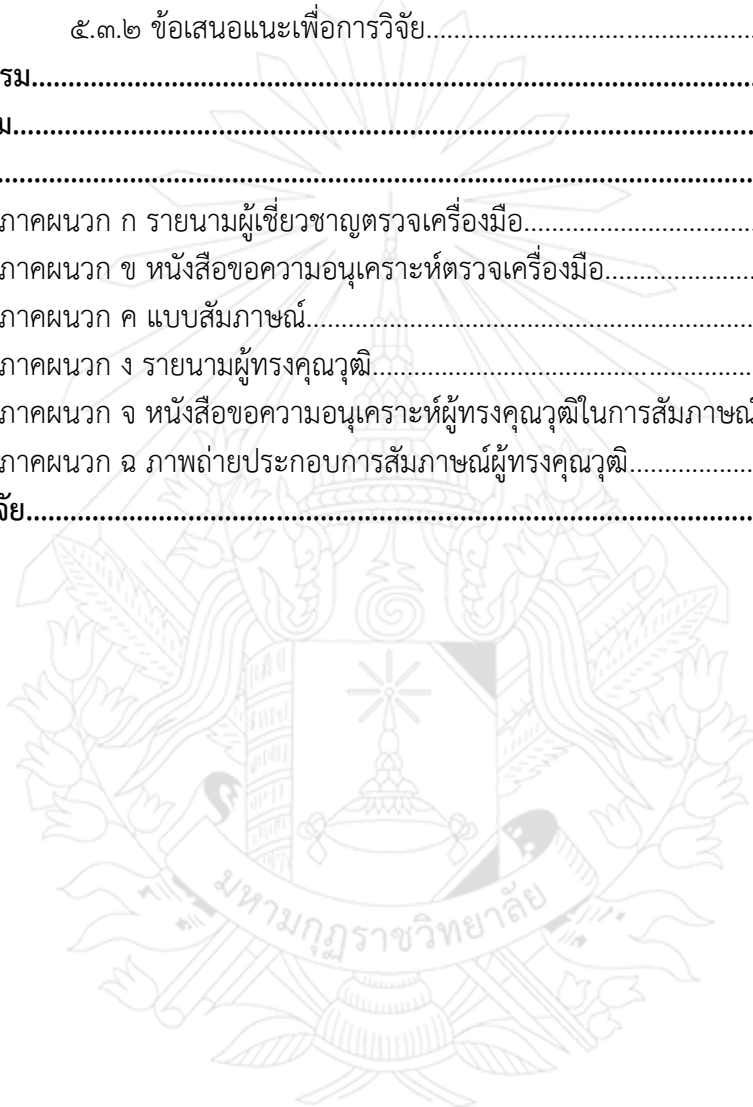 ๕.๓.๒ ข้อเสนอแนะเพื่อการวิจัย..........................................
รม..........................................................................................
ม..........................................................................................
..........................................................................................
ภาคผนวก ก รายนามผู้เชี่ยวชาญตรวจเครื่องมือ................................
ภาคผนวก ข หนังสือขอความอนุเคราะห์ตรวจเครื่องมือ.....................
ภาคผนวก ค แบบสัมภาษณ์..............................................................
ภาคผนวก ง รายนามผู้ทรงคุณวุฒิ....................................................
ภาคผนวก จ หนังสือขอความอนุเคราะห์ผู้ทรงคุณวุฒิในการสัมภาษณ์
ภาคผนวก ฉ ภาพถ่ายประกอบการสัมภาษณ์ผู้ทรงคุณวุฒิ.................
จัย..........................................................................................
มหามกุฏราชวิทยาลัย